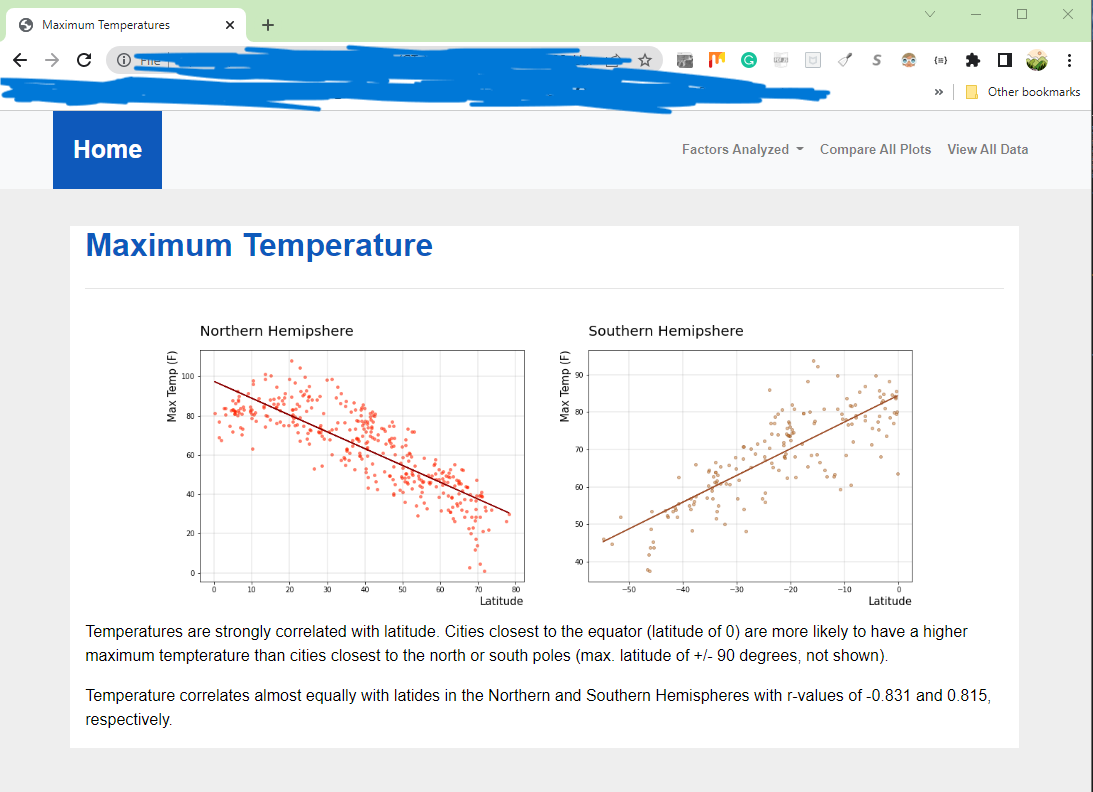 Maximum Temperatures
File
Other bookmarks
Home
Factors Analyzed
Compare All Plots
View All Data
Maximum Temperature
Northern Hemipshere
Max Temp (F)
100
80
60
40
20
0
0 10 20 30 40 50 60 70 80
Latitude
Southern Hemipshere
Max Temp (F)
90
80
70
60
50
40
−50 −40 −30 −20 −10 0
Latitude
Temperatures are strongly correlated with latitude. Cities closest to the equator (latitude of 0) are more likely to have a higher
maximum tempterature than cities closest to the north or south poles (max. latitude of +/- 90 degrees, not shown).
Temperature correlates almost equally with latides in the Northern and Southern Hemispheres with r-values of -0.831 and 0.815,
respectively.